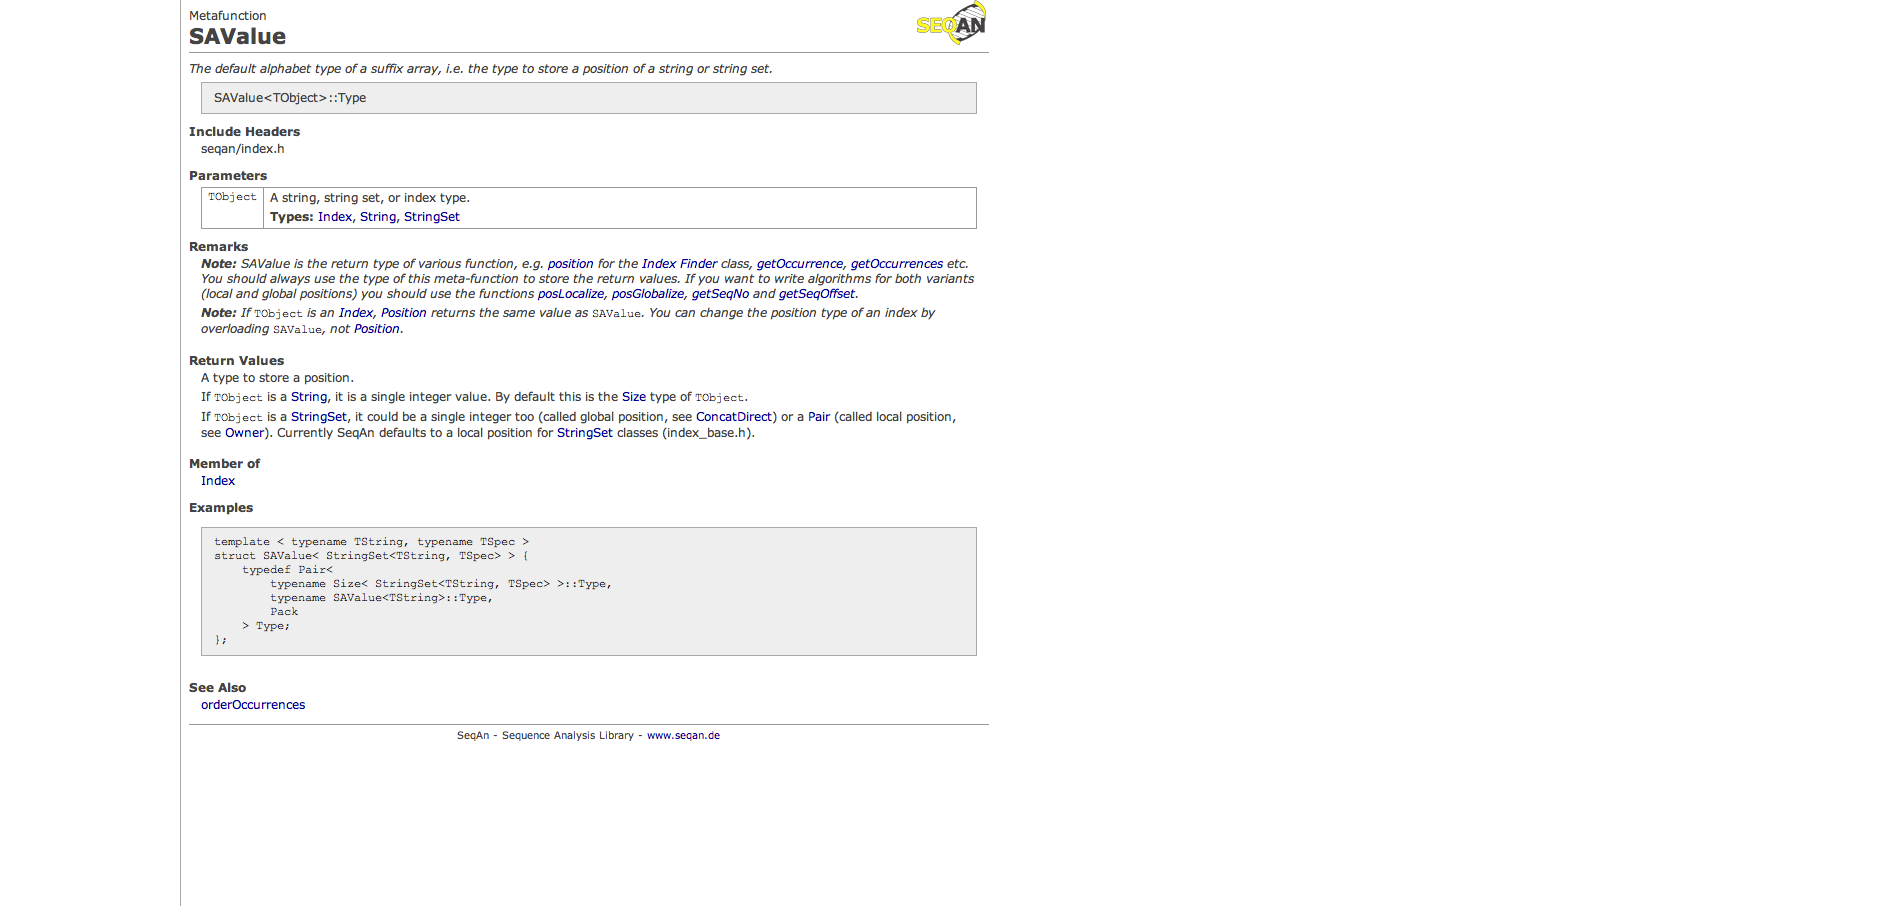 Metafunction
SAValue
SEQAN
The default alphabet type of a suffix array, i.e. the type to store a position of a string or string set.
SAValue<TObject>::Type
Include Headers
seqan/index.h
Parameters
TObject A string, string set, or index type.
Types: Index, String, StringSet
Remarks
Note: SAValue is the return type of various function, e.g. position for the Index Finder class, getOccurrence, getOccurrences etc.
You should always use the type of this meta-function to store the return values. If you want to write algorithms for both variants
(local and global positions) you should use the functions posLocalize, posGlobalize, getSeqNo and getSeqOffset.
Note: If TObject is an Index, Position returns the same value as SAValue. You can change the position type of an index by
overloading SAValue, not Position.
Return Values
A type to store a position.
If TObject is a String, it is a single integer value. By default this is the Size type of TObject.
If TObject is a StringSet, it could be a single integer too (called global position, see ConcatDirect) or a Pair (called local position,
see Owner). Currently SeqAn defaults to a local position for StringSet classes (index_base.h).
Member of
Index
Examples
template < typename TString, typename TSpec >
struct SAValue< StringSet<TString, TSpec> > {
    typedef Pair<
        typename Size< StringSet<TString, TSpec> >::Type,
        typename SAValue<TString>::Type,
        Pack
    > Type;
};
See Also
orderOccurrences
SeqAn - Sequence Analysis Library - www.seqan.de